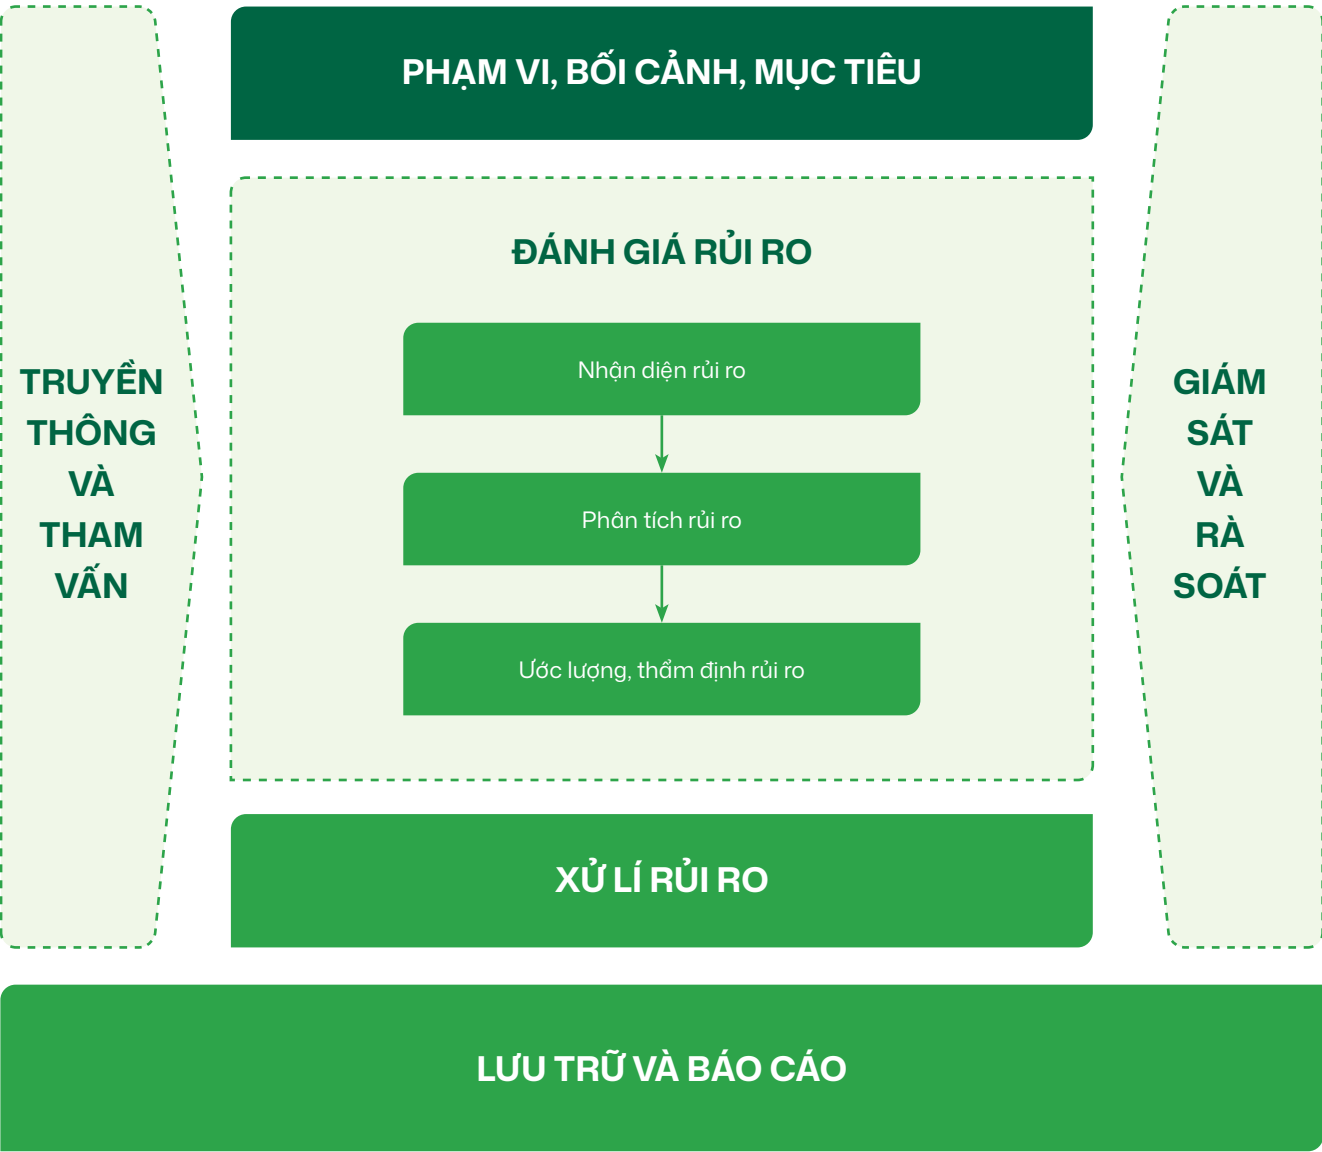 PHẠM VI, BỐI CẢNH, MỤC TIÊU
TRUYỀN
THÔNG
VÀ
THAM
VẤN
ĐÁNH GIÁ RỦI RO
Nhận diện rủi ro
Phân tích rủi ro
Ước lượng, thẩm định rủi ro
GIÁM
SÁT
VÀ
RÀ
SOÁT
XỬ LÍ RỦI RO
LƯU TRỮ VÀ BÁO CÁO